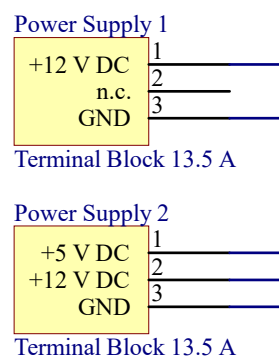 Power Supply 1
+12 V DC 1
n.c. 2
GND 3
Terminal Block 13.5 A
Power Supply 2
+5 V DC 1
+12 V DC 2
GND 3
Terminal Block 13.5 A